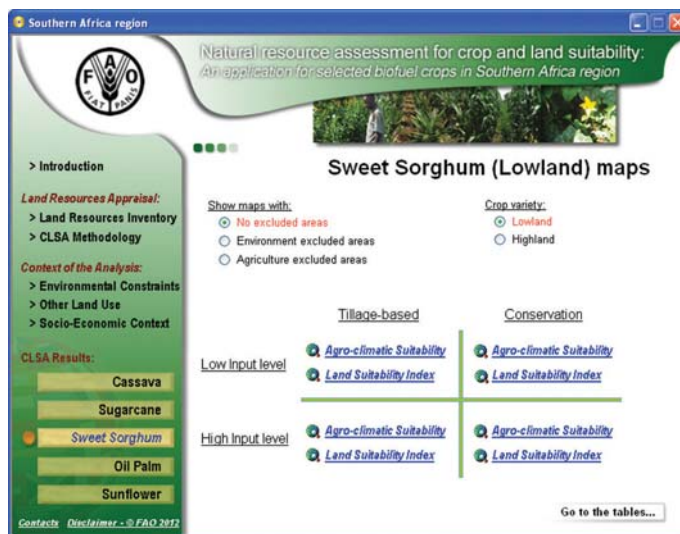 Southern Africa region
Natural resource assessment for crop and land suitability:
An application for selected biofuel crops in Southern Africa region
F A O
FIAT PANIS
Sweet Sorghum (Lowland) maps
> Introduction
Land Resources Appraisal:
> Land Resources Inventory
> CLSA Methodology
Context of the Analysis:
> Environmental Constraints
> Other Land Use
> Socio-Economic Context
CLSA Results:
Cassava
Sugarcane
Sweet Sorghum
Oil Palm
Sunflower
Contacts Disclaimer - © FAO 2012
Show maps with:
No excluded areas
Environment excluded areas
Agriculture excluded areas
Crop variety:
Lowland
Highland
Tillage-based Conservation
Low Input level
Agro-climatic Suitability Agro-climatic Suitability
Land Suitability Index Land Suitability Index
High Input level
Agro-climatic Suitability Agro-climatic Suitability
Land Suitability Index Land Suitability Index
Go to the tables...